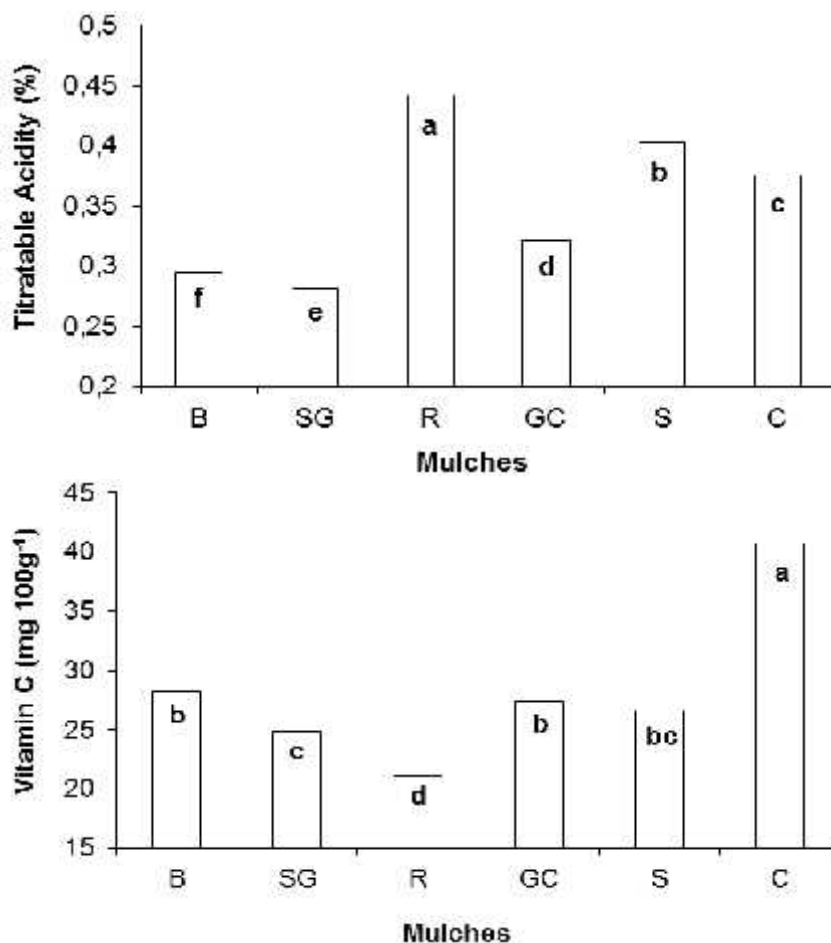 Titratable Acidity (%)
0,5
0,45
0,4
0,35
0,3
0,25
0,2
f
e
a
d
b
c
B SG R GC S C
Mulches
Vitamin C (mg 100g⁻¹)
45
40
35
30
25
20
15
b
c
d
b
bc
a
B SG R GC S C
Mulches